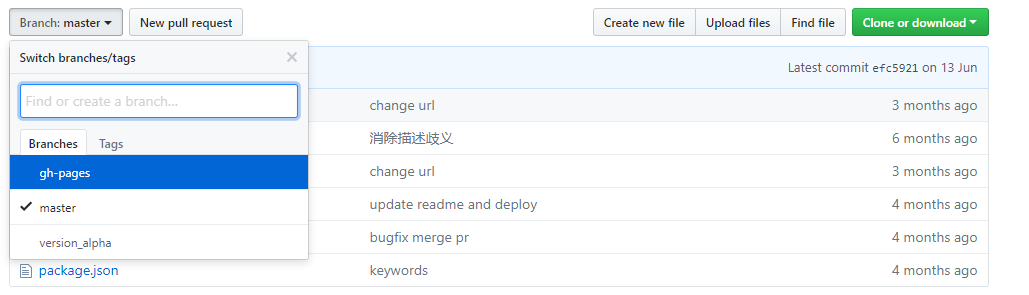 Branch: master
New pull request
Create new file
Upload files
Find file
Clone or download
Switch branches/tags
Latest commit efc5921 on 13 Jun
Find or create a branch...
change url
3 months ago
Branches
Tags
消除描述歧义
6 months ago
gh-pages
change url
3 months ago
master
update readme and deploy
4 months ago
version_alpha
bugfix merge pr
4 months ago
package.json
keywords
4 months ago